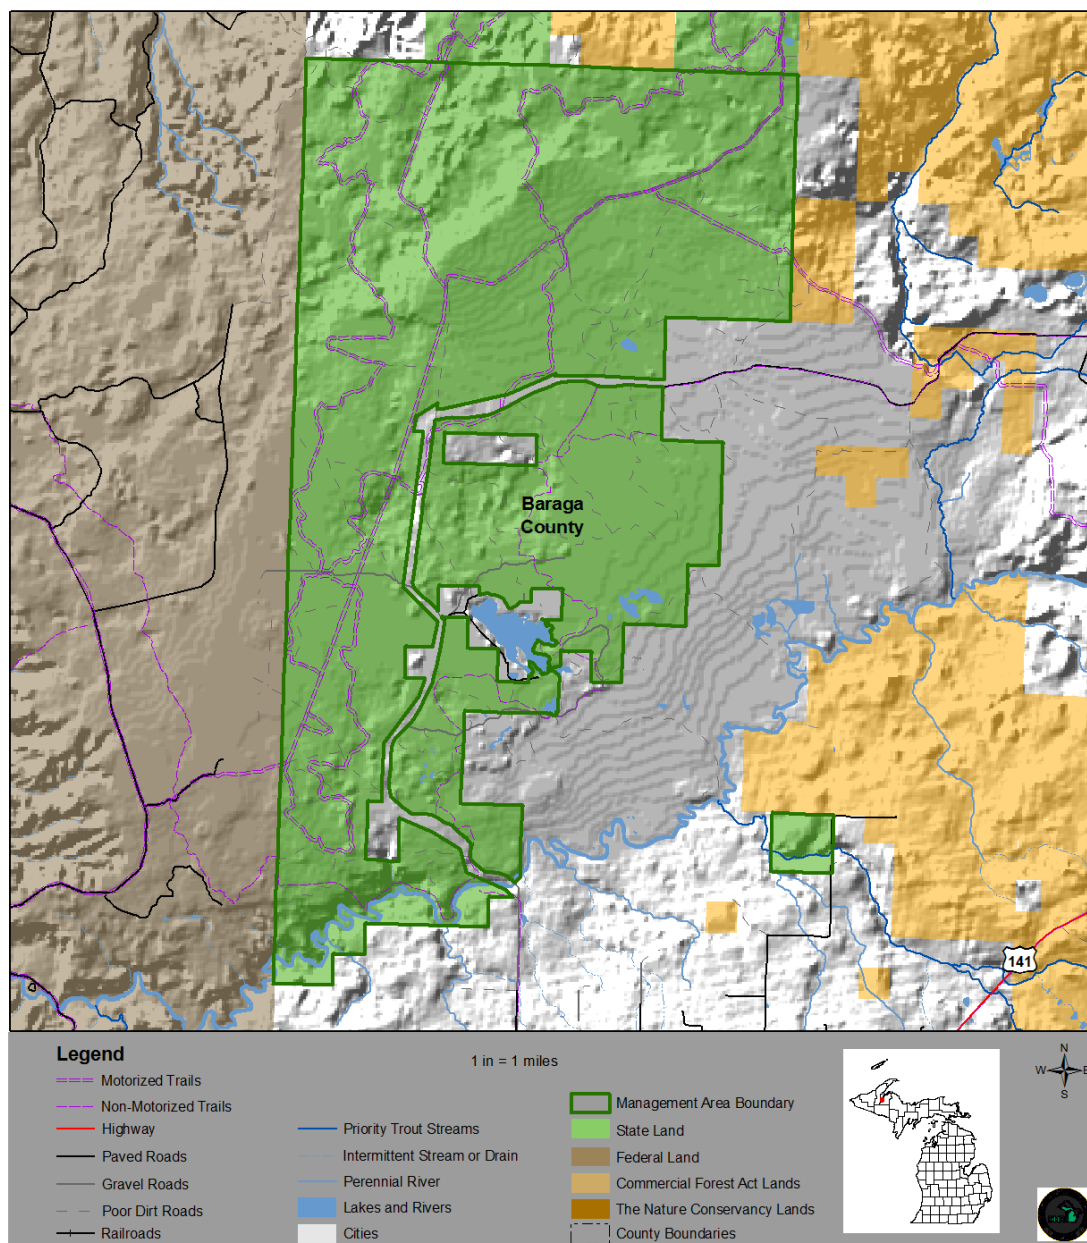 Baraga
County
141
Legend
1 in = 1 miles
Motorized Trails
Non-Motorized Trails
Highway
Paved Roads
Gravel Roads
Poor Dirt Roads
Railroads
Priority Trout Streams
Intermittent Stream or Drain
Perennial River
Lakes and Rivers
Cities
Management Area Boundary
State Land
Federal Land
Commercial Forest Act Lands
The Nature Conservancy Lands
County Boundaries
N
W E
S